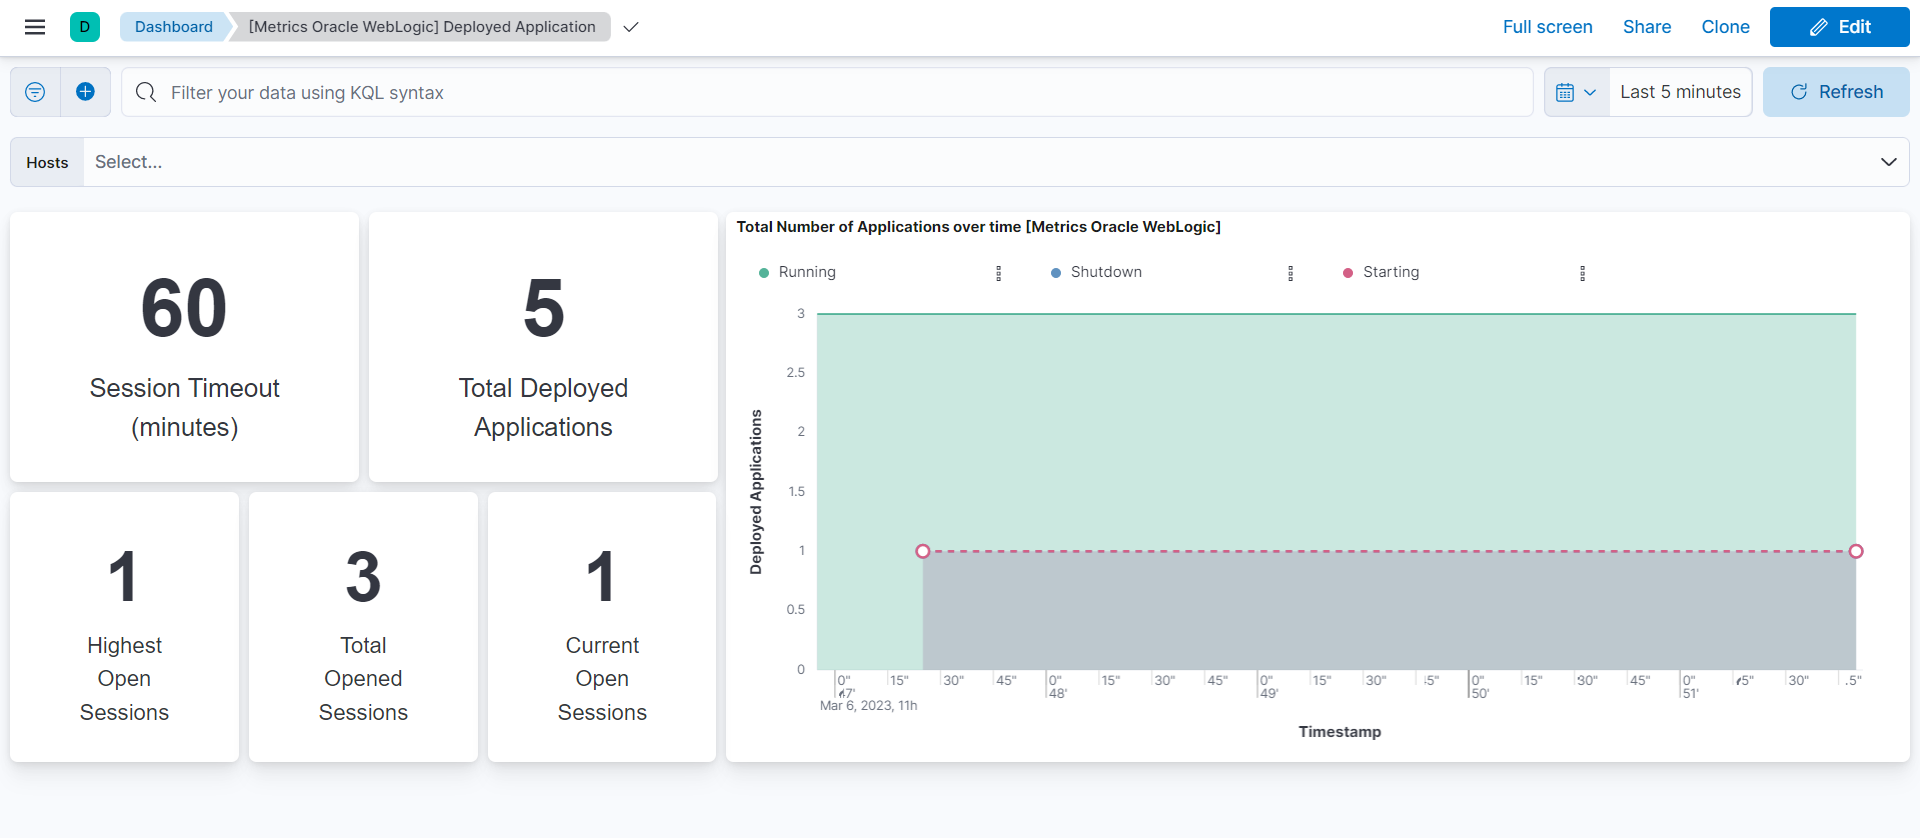 D Dashboard [Metrics Oracle WebLogic] Deployed Application Full screen Share Clone Edit
Filter your data using KQL syntax Last 5 minutes Refresh
Hosts Select...
60
Session Timeout
(minutes)
5
Total Deployed
Applications
1
Highest
Open
Sessions
3
Total
Opened
Sessions
1
Current
Open
Sessions
Total Number of Applications over time [Metrics Oracle WebLogic]
Running Shutdown Starting
Deployed Applications
3
2.5
2
1.5
1
0.5
0
0" 15" 30" 45" 0" 15" 30" 45" 0" 15" 30" 0" 15" 30" 45" 0" 30"
48' 49' 50' 51'
Mar 6, 2023, 11h
Timestamp